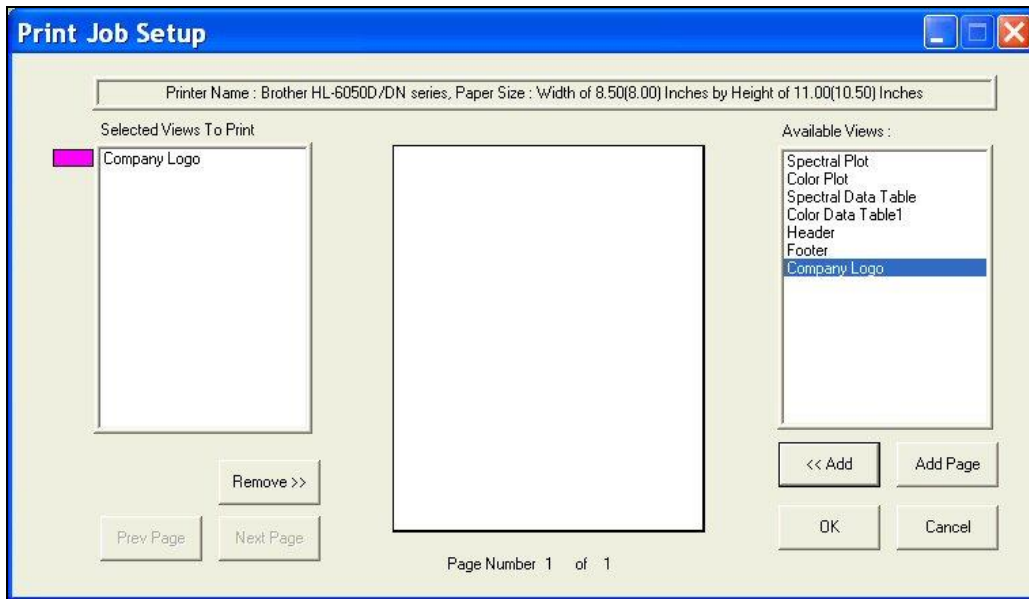 Print Job Setup
Printer Name : Brother HL-6050D/DN series, Paper Size : Width of 8.50(8.00) Inches by Height of 11.00(10.50) Inches
Selected Views To Print
Company Logo
Available Views :
Spectral Plot
Color Plot
Spectral Data Table
Color Data Table1
Header
Footer
Company Logo
Remove >>
Prev Page
Next Page
<< Add
Add Page
OK
Cancel
Page Number 1 of 1